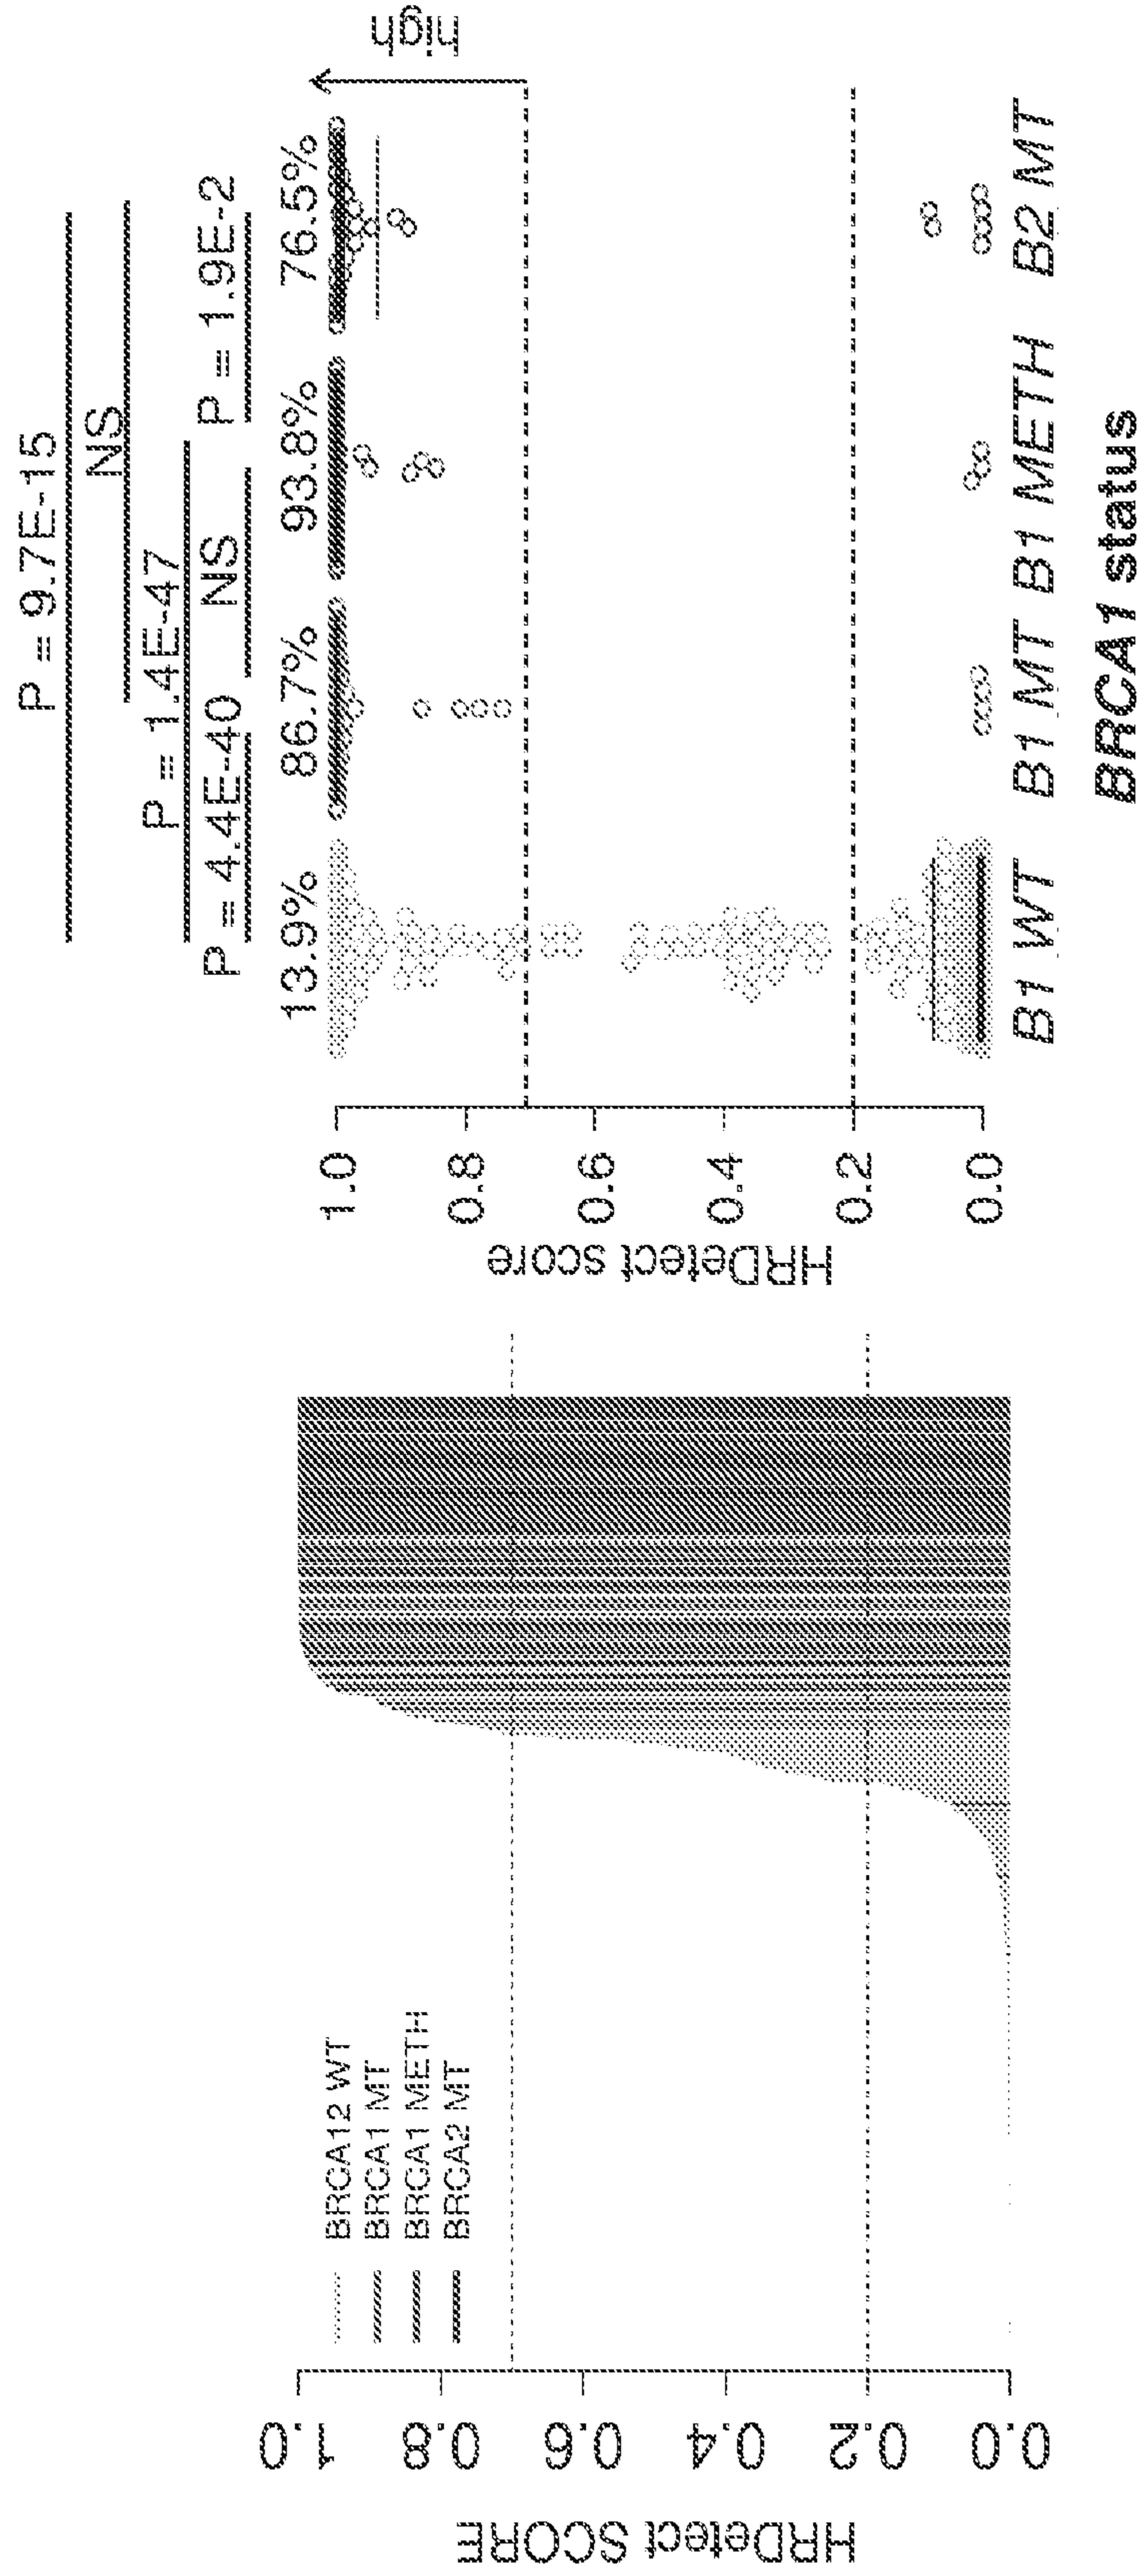 HRDetect SCORE
1.0
0.8
0.6
0.4
0.2
0.0
BRCA12 WT
BRCA1 MT
BRCA1 METH
BRCA2 MT
P = 9.7E-15
NS
P = 1.4E-47
P = 4.4E-40 NS P = 1.9E-2
13.9% 86.7% 93.8% 76.5%
high
HRDetect score
1.0
0.8
0.6
0.4
0.2
0.0
B1 WT B1 MT B1 METH B2 MT
BRCA1 status